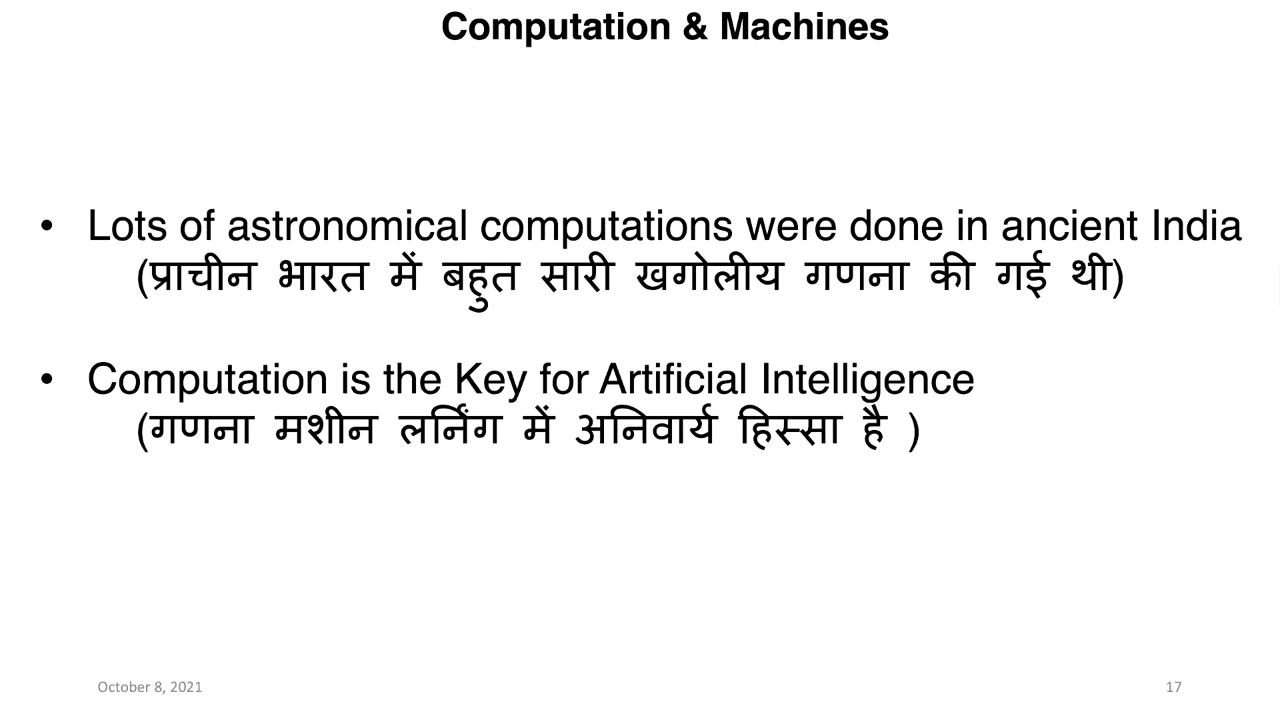 Computation & Machines
• Lots of astronomical computations were done in ancient India
(प्राचीन भारत में बहुत सारी खगोलीय गणना की गई थी)
• Computation is the Key for Artificial Intelligence
(गणना मशीन लर्निंग में अनिवार्य हिस्सा है )
October 8, 2021
17